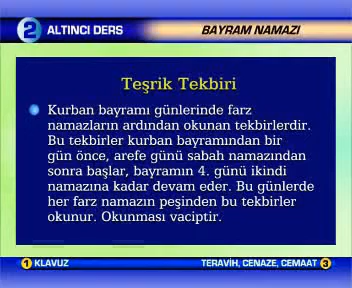 2 ALTINCI DERS
BAYRAM NAMAZI
Teşrik Tekbiri
Kurban bayramı günlerinde farz
namazların ardından okunan tekbirlerdir.
Bu tekbirler kurban bayramından bir
gün önce, arefe günü sabah namazından
sonra başlar, bayramın 4. günü ikindi
namazına kadar devam eder. Bu günlerde
her farz namazın peşinden bu tekbirler
okunur. Okunması vaciptir.
1 KLAVUZ
TERAVİH, CENAZE, CEMAAT 3